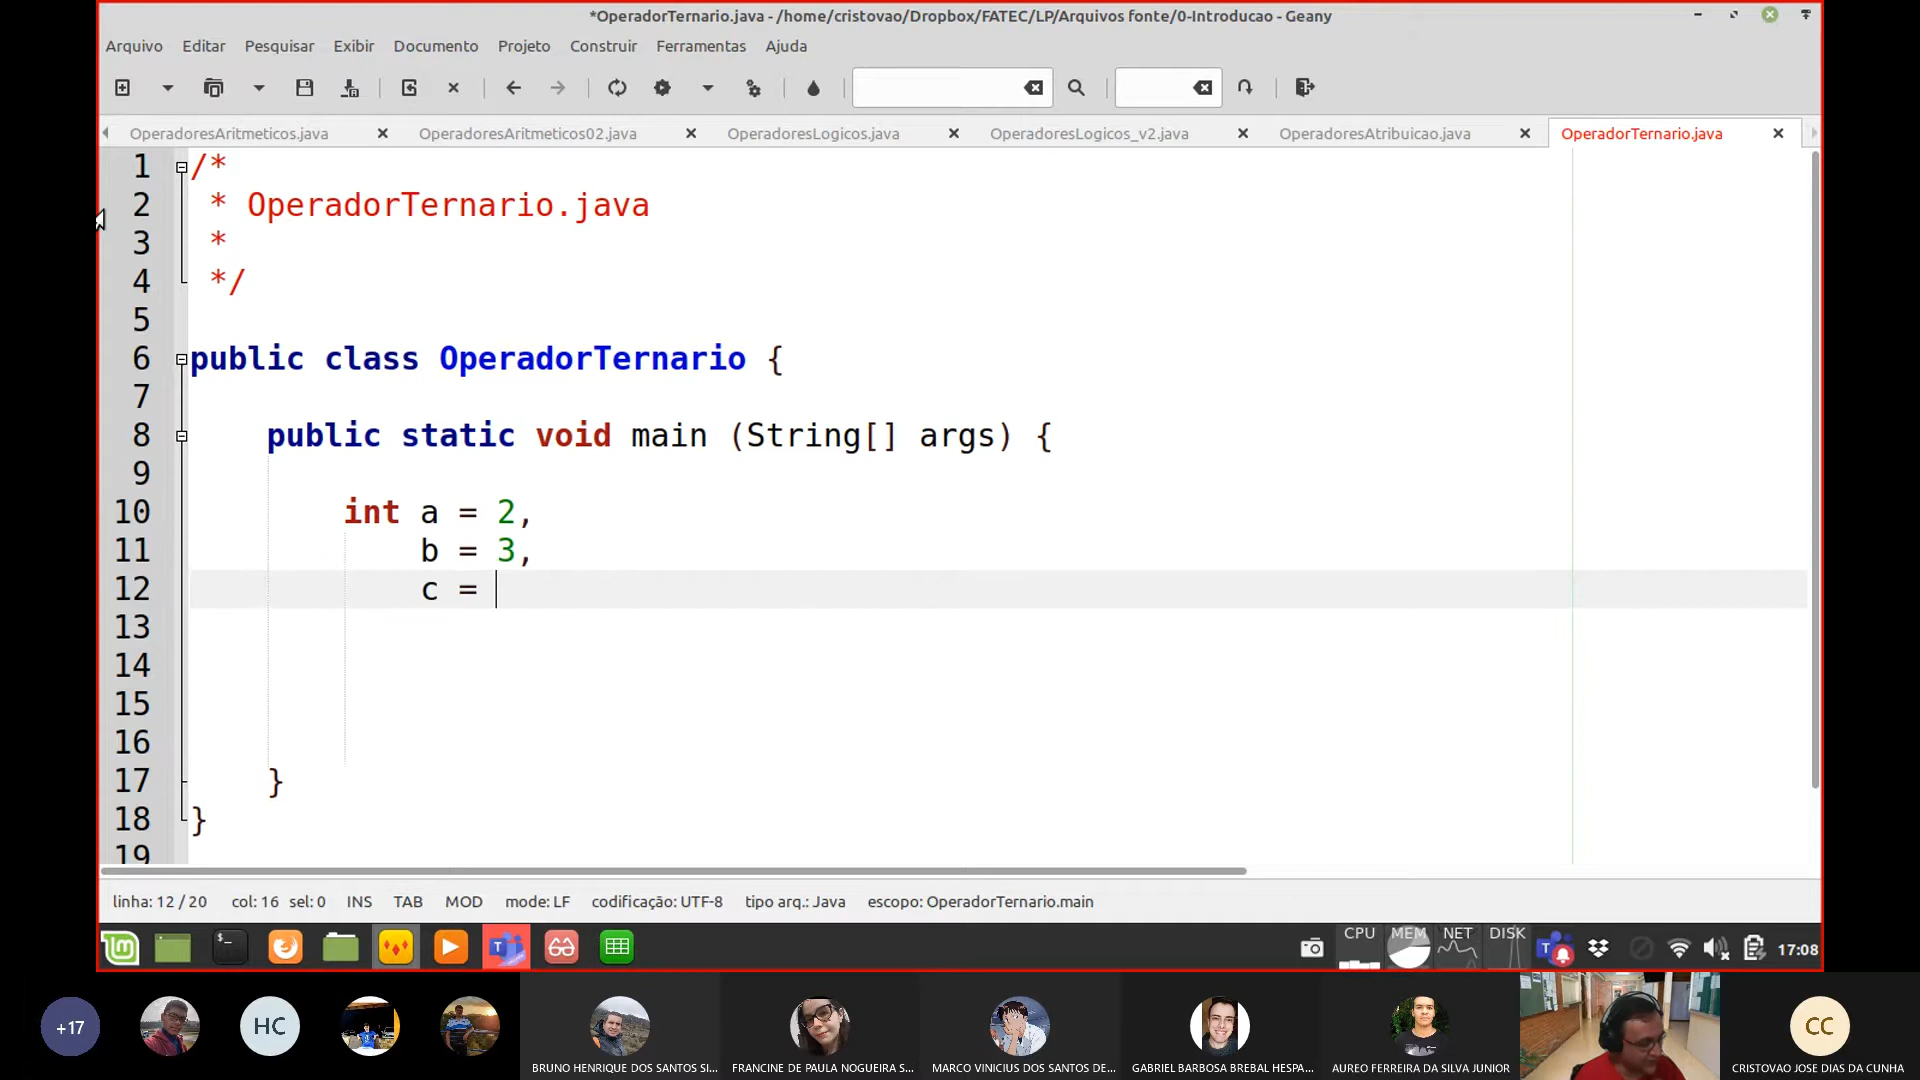 *OperadorTernario.java - /home/cristovao/Dropbox/FATEC/LP/Arquivos fonte/0-Introducao - Geany
Arquivo Editar Pesquisar Exibir Documento Projeto Construir Ferramentas Ajuda
OperadoresAritmeticos.java OperadoresAritmeticos02.java OperadoresLogicos.java OperadoresLogicos_v2.java OperadoresAtribuicao.java OperadorTernario.java
1 /*
2 * OperadorTernario.java
3 *
4 */
5
6 public class OperadorTernario {
7
8 public static void main (String[] args) {
9
10 int a = 2,
11 b = 3,
12 c =
13
14
15
16
17 }
18 }
19
linha: 12 / 20 col: 16 sel: 0 INS TAB MOD mode: LF codificação: UTF-8 tipo arq.: Java escopo: OperadorTernario.main
CPU MEM NET DISK 17:08
+17 HC CC
BRUNO HENRIQUE DOS SANTOS SI... FRANCINE DE PAULA NOGUEIRA S... MARCO VINICIUS DOS SANTOS DE... GABRIEL BARBOSA BREBAL HESPA... AUREO FERREIRA DA SILVA JUNIOR CRISTOVAO JOSE DIAS DA CUNHA